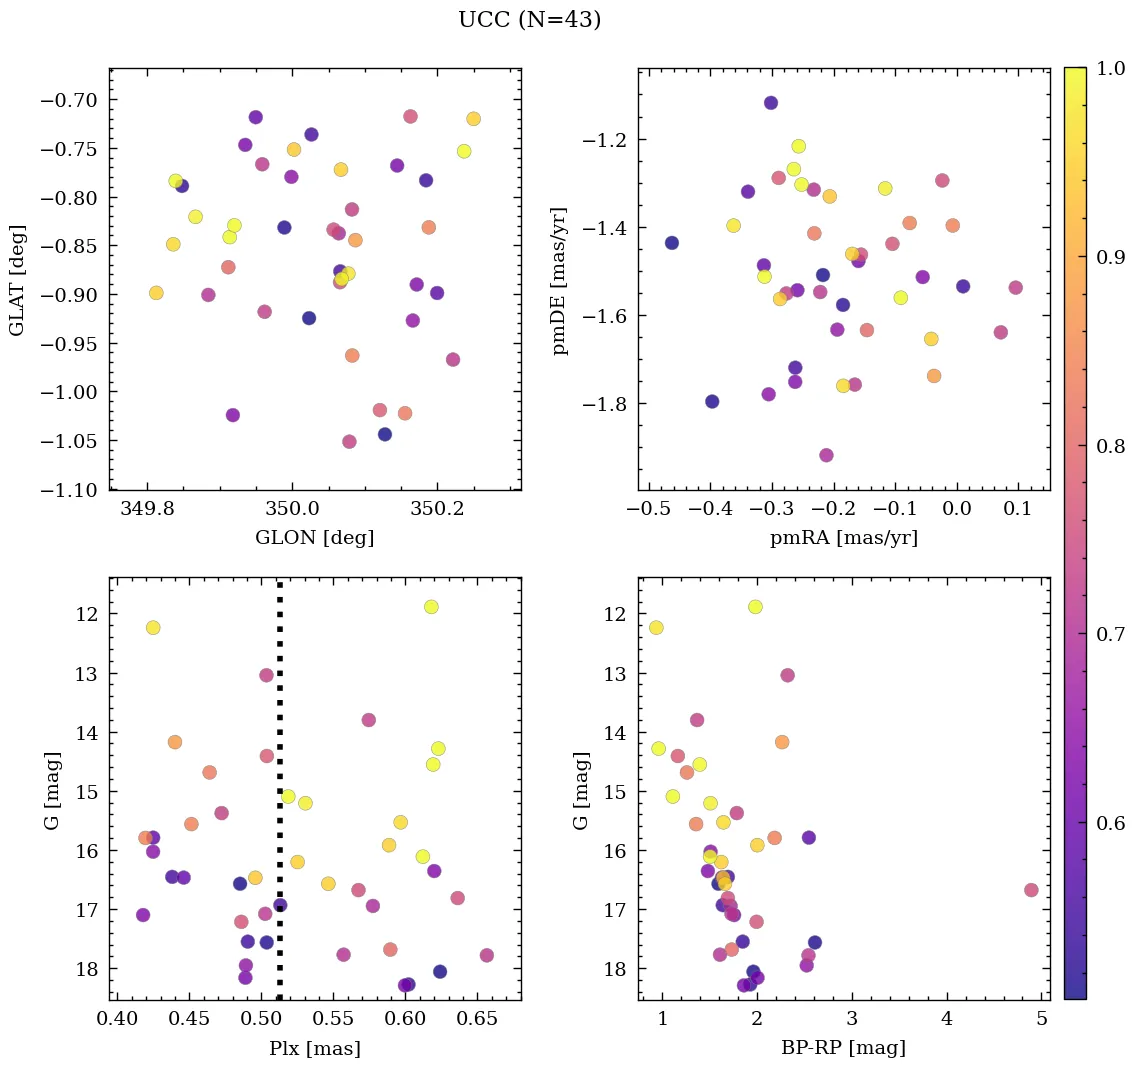 UCC (N=43)
−0.70
−0.75
−0.80
−0.85
−0.90
−0.95
−1.00
−1.05
−1.10
GLAT [deg]
349.8 350.0 350.2
GLON [deg]
−1.2
−1.4
−1.6
−1.8
pmDE [mas/yr]
−0.5 −0.4 −0.3 −0.2 −0.1 0.0 0.1
pmRA [mas/yr]
1.0
0.9
0.8
0.7
0.6
12
13
14
15
16
17
18
G [mag]
0.40 0.45 0.50 0.55 0.60 0.65
Plx [mas]
12
13
14
15
16
17
18
G [mag]
1 2 3 4 5
BP-RP [mag]